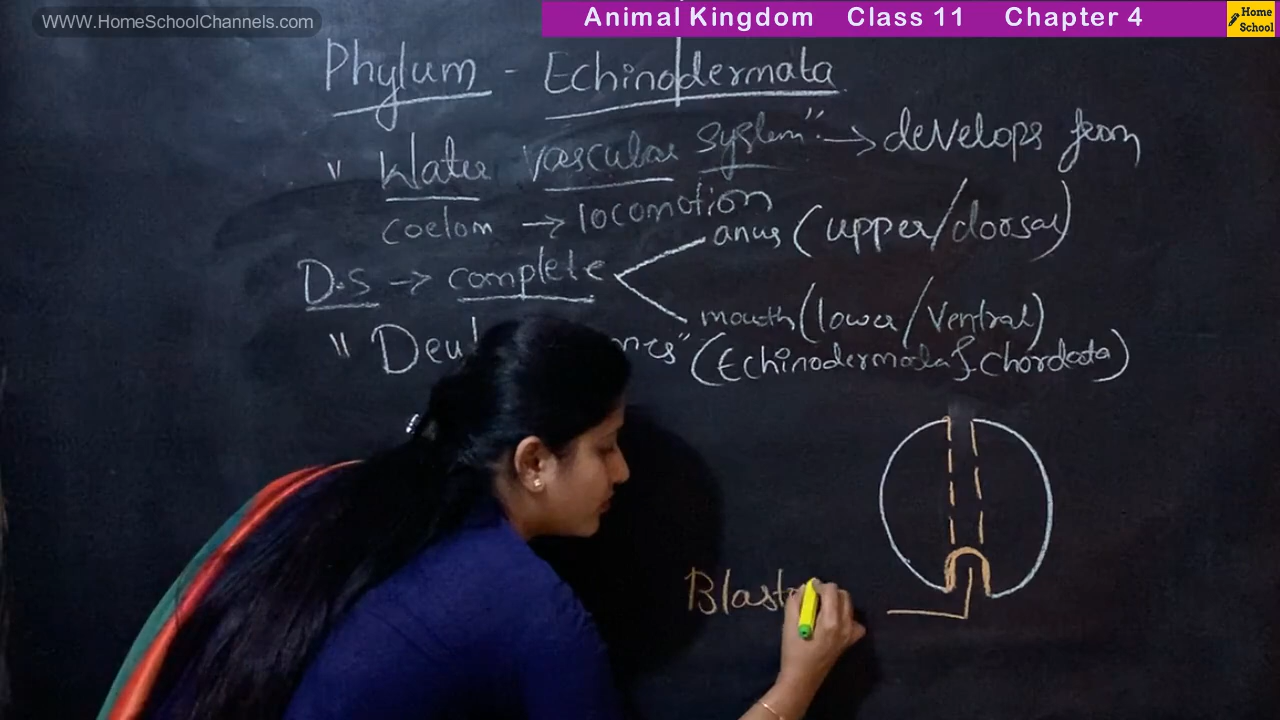 WWW.HomeSchoolChannels.com
Animal Kingdom Class 11 Chapter 4
Home
School
Phylum - Echinodermata
" Water vascular system" → develops from
coelom → locomotion
anus (upper/dorsal)
D.S → complete
mouth (lower/ventral)
(Echinodermata & Chordata)